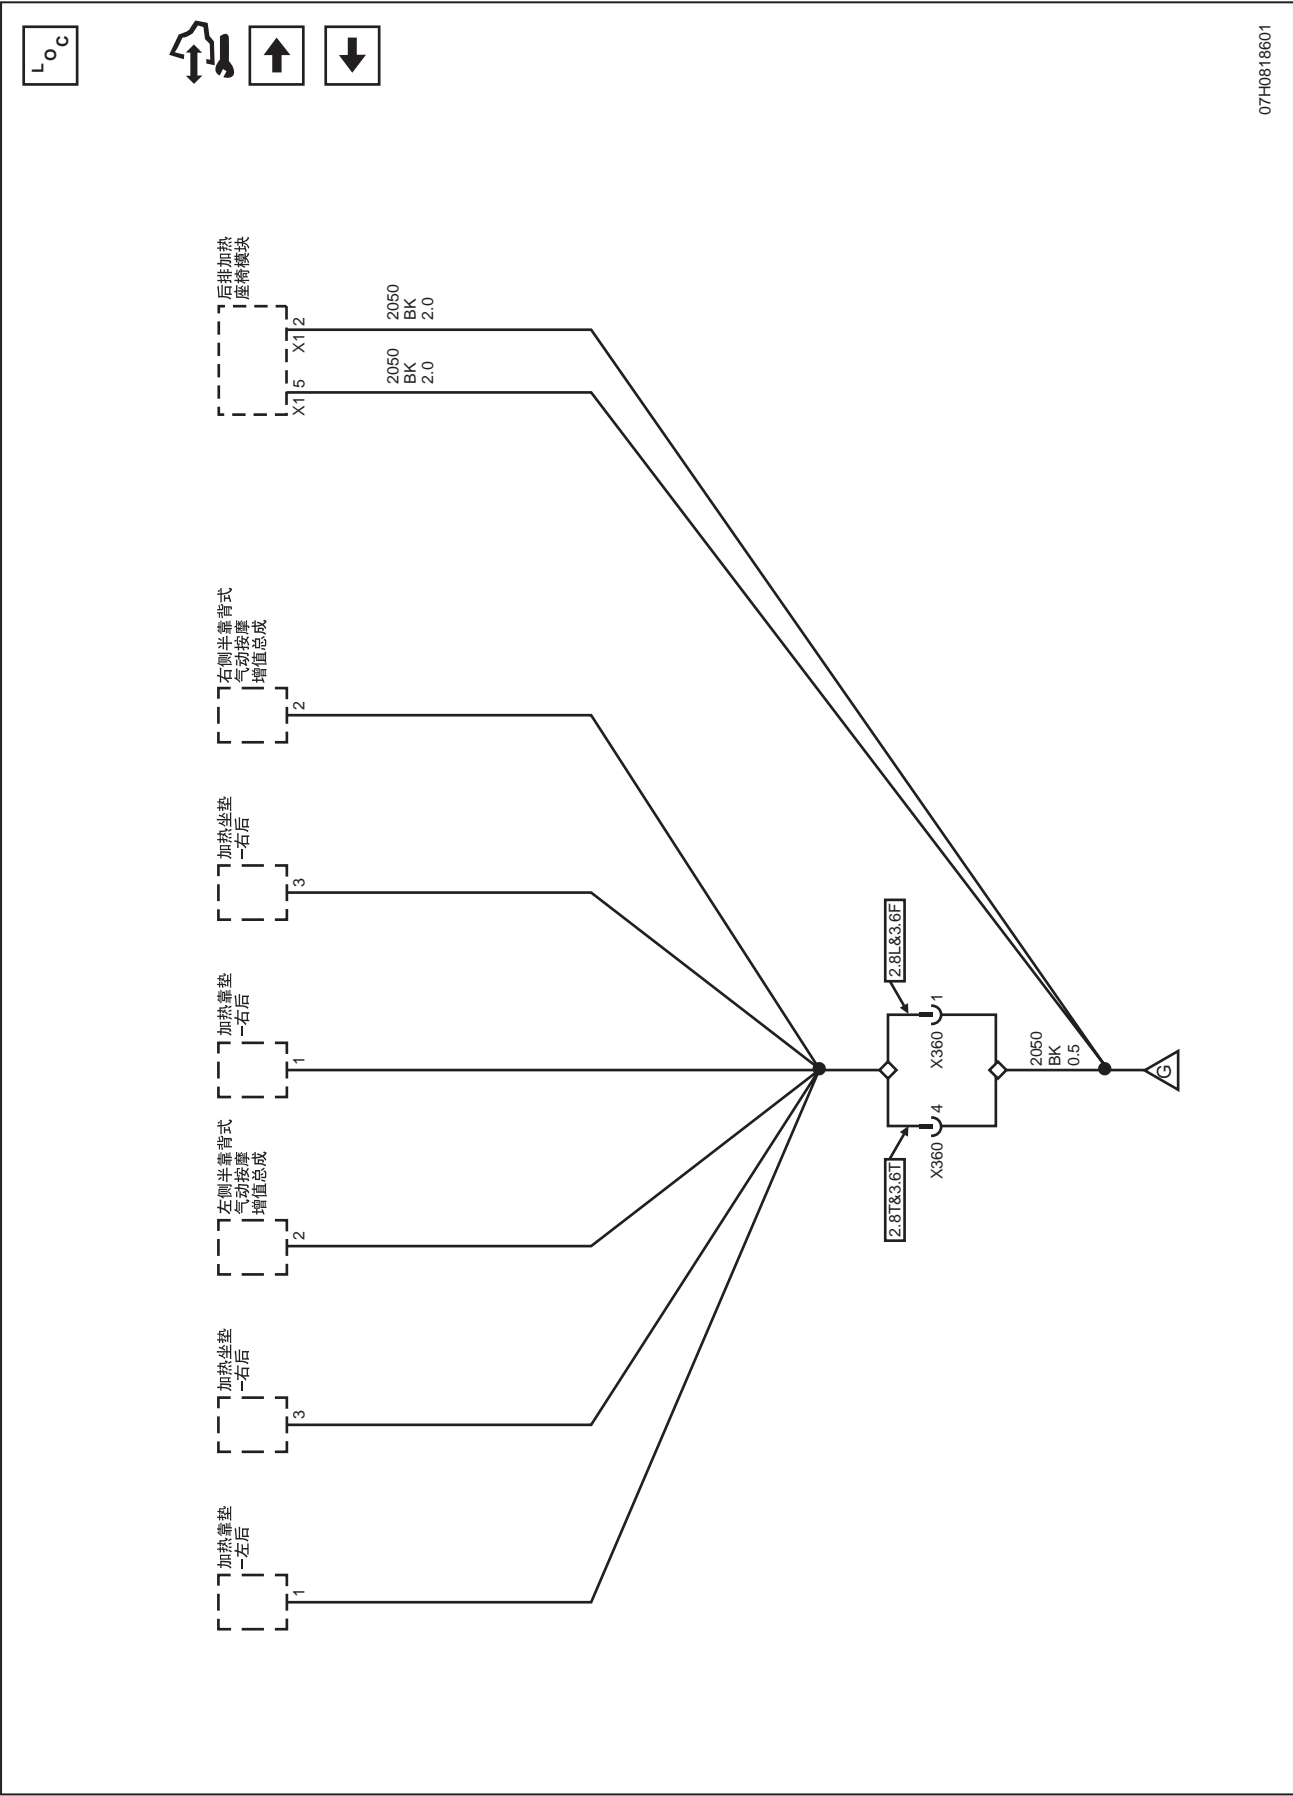 L
O
C
加热靠垫
–左后
1
加热坐垫
–右后
3
左侧半靠背式
气动按摩
增值总成
2
加热靠垫
–右后
1
加热坐垫
–右后
3
右侧半靠背式
气动按摩
增值总成
2
后排加热
座椅模块
X1 5
X1 2
2050
BK
2.0
2050
BK
2.0
2.8T&3.6T
2.8L&3.6F
X360 4
X360 1
2050
BK
0.5
G
07H0818601